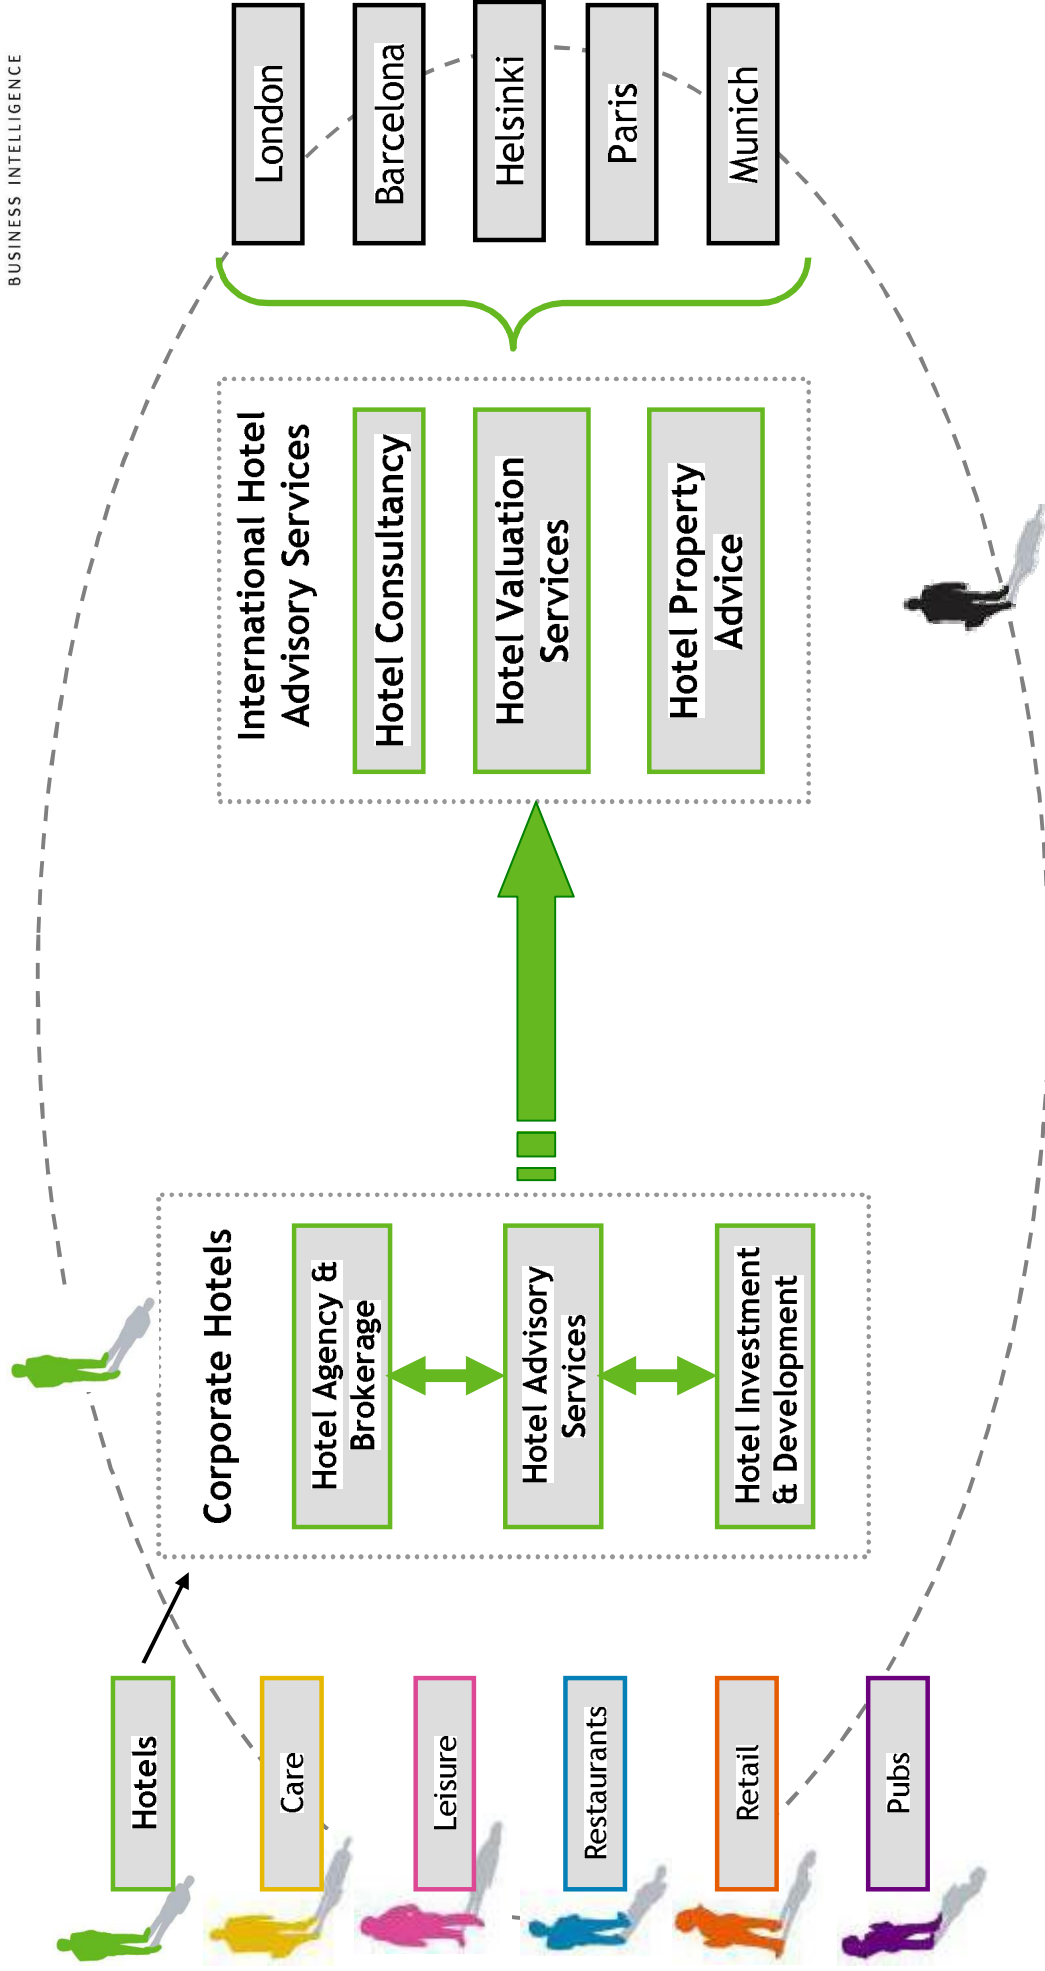 BUSINESS INTELLIGENCE
Hotels
Care
Leisure
Restaurants
Retail
Pubs
Corporate Hotels
Hotel Agency &
Brokerage
Hotel Advisory
Services
Hotel Investment
& Development
International Hotel
Advisory Services
Hotel Consultancy
Hotel Valuation
Services
Hotel Property
Advice
London
Barcelona
Helsinki
Paris
Munich